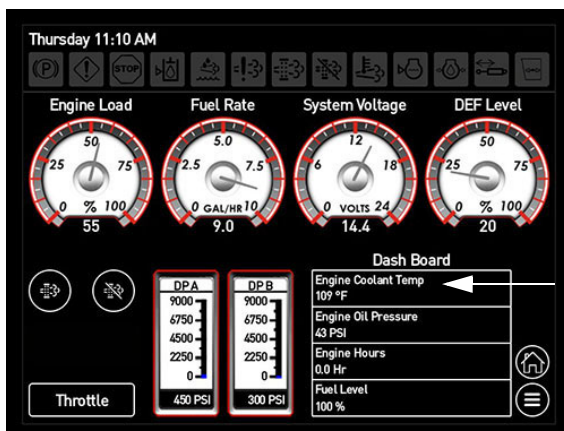 Thursday 11:10 AM
(P) STOP
Engine Load Fuel Rate System Voltage DEF Level
50 5.0 12 50
25 75 2.5 7.5 6 18 25 75
0 % 100 0 GAL/HR 10 0 VOLTS 24 0 % 100
55 9.0 14.4 20
Dash Board
DPA DPB
9000 9000
6750 6750
4500 4500
2250 2250
0 0
450 PSI 300 PSI
Engine Coolant Temp
109 °F
Engine Oil Pressure
43 PSI
Engine Hours
0.0 Hr
Fuel Level
100 %
Throttle